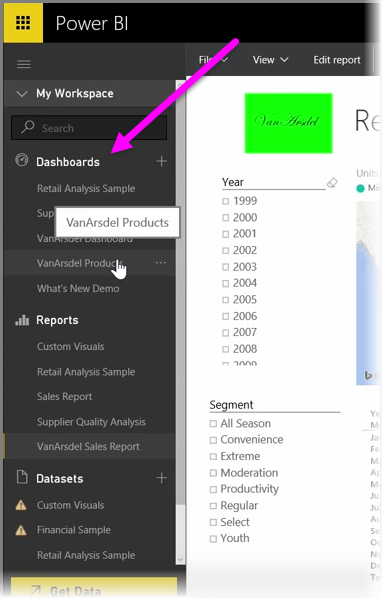 Power BI
File View Edit report
My Workspace
Search
Dashboards
Retail Analysis Sample
VanArsdel Products
VanArsdel Dashboard
VanArsdel Products
What's New Demo
Reports
Custom Visuals
Retail Analysis Sample
Sales Report
Supplier Quality Analysis
VanArsdel Sales Report
Datasets
Custom Visuals
Financial Sample
Retail Analysis Sample
Get Data
Van Arsdel
Re
Year
1999
2000
2001
2002
2003
2004
2005
2006
2007
2008
2009
Units
Segment
All Season
Convenience
Extreme
Moderation
Productivity
Regular
Select
Youth